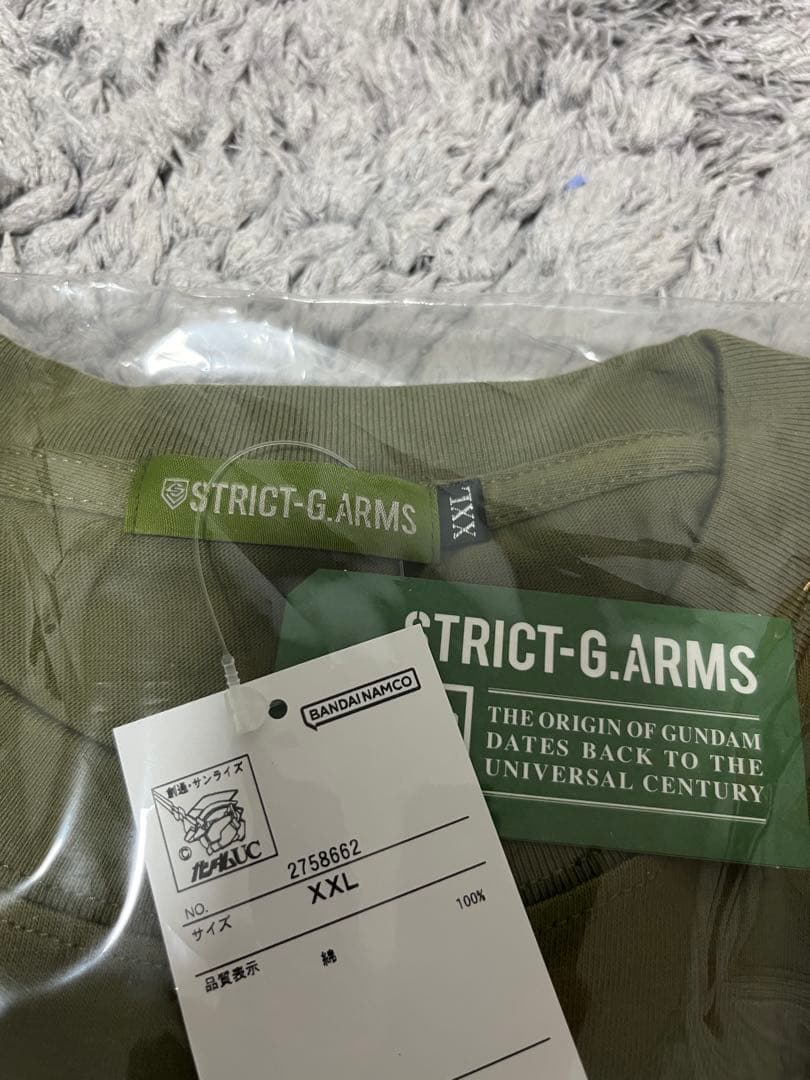 STRICT-G.ARMS
XXL
STRICT-G.ARMS
THE ORIGIN OF GUNDAM
DATES BACK TO THE
UNIVERSAL CENTURY
BANDAI NAMCO
創通・サンライズ
©
ガンダムUC
NO. 2758662
サイズ XXL
品質表示 綿 100%